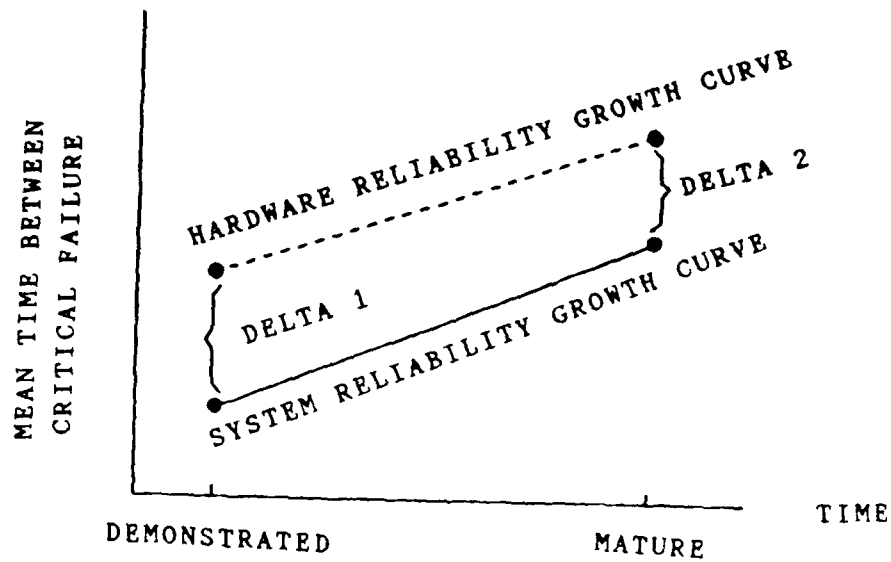 MEAN TIME BETWEEN
CRITICAL FAILURE
HARDWARE RELIABILITY GROWTH CURVE
DELTA 2
DELTA 1
SYSTEM RELIABILITY GROWTH CURVE
TIME
DEMONSTRATED
MATURE